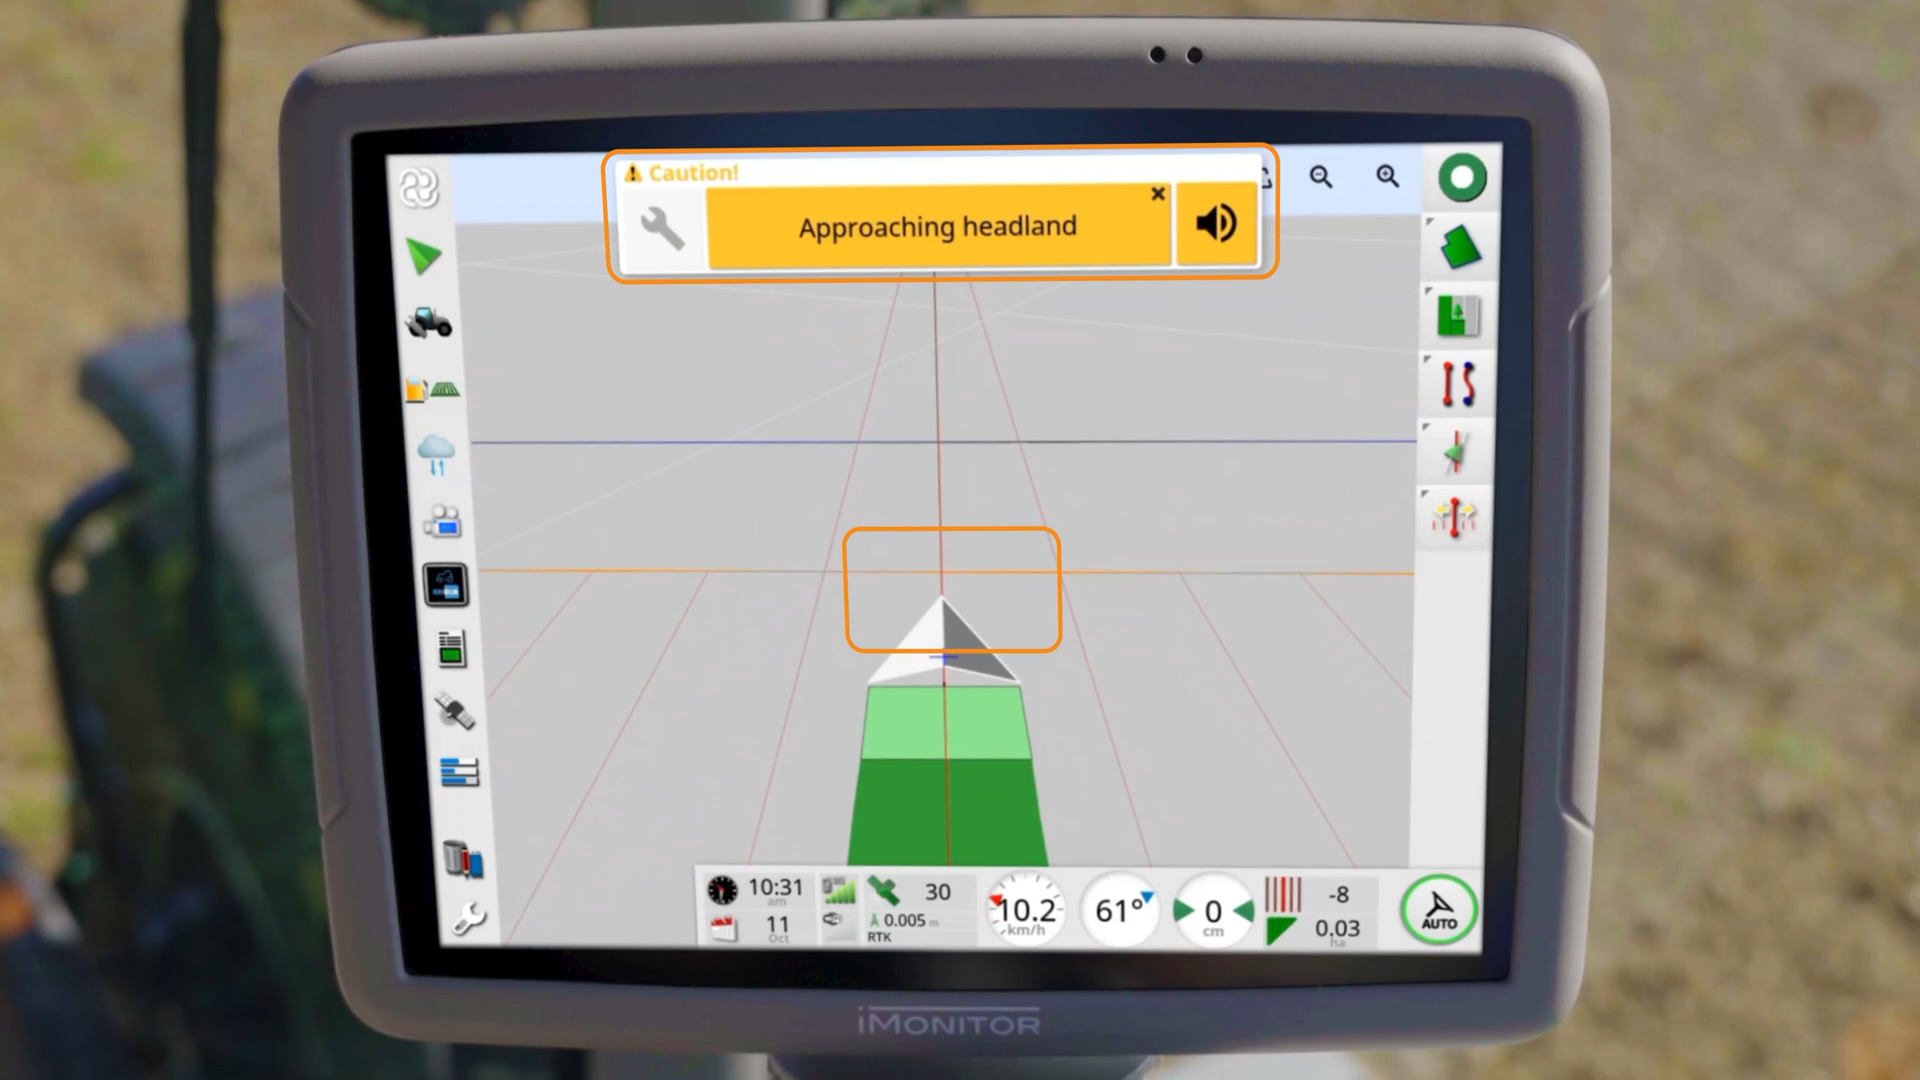 Caution!
Approaching headland
10:31
am
11
Oct
30
0.005 m
RTK
10.2
km/h
61°
0
cm
-8
0.03
ha
AUTO
iMONITOR